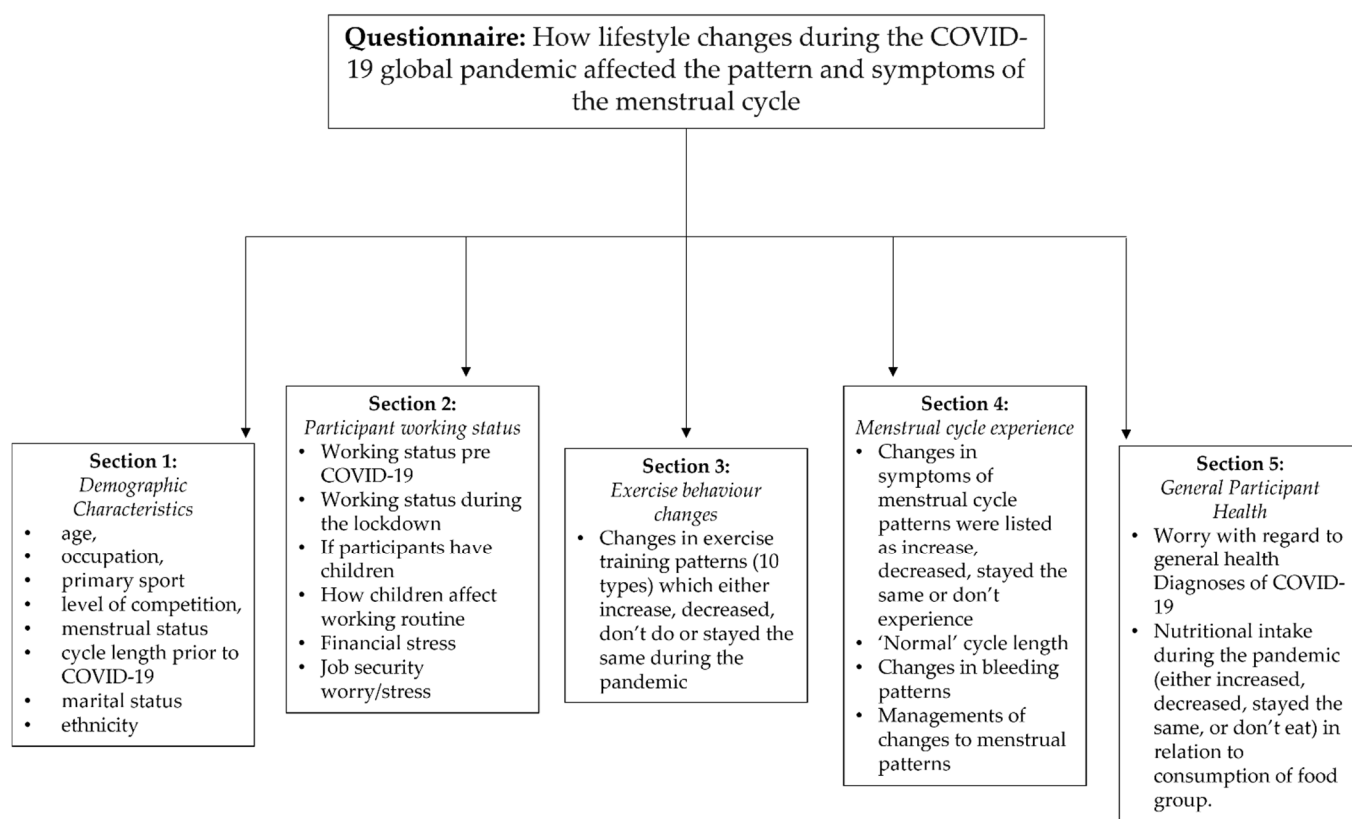 Questionnaire: How lifestyle changes during the COVID-
19 global pandemic affected the pattern and symptoms of
the menstrual cycle
Section 1:
Demographic
Characteristics
• age,
• occupation,
• primary sport
• level of competition,
• menstrual status
• cycle length prior to
COVID-19
• marital status
• ethnicity
Section 2:
Participant working status
• Working status pre
COVID-19
• Working status during
the lockdown
• If participants have
children
• How children affect
working routine
• Financial stress
• Job security
worry/stress
Section 3:
Exercise behaviour
changes
• Changes in exercise
training patterns (10
types) which either
increase, decreased,
don't do or stayed the
same during the
pandemic
Section 4:
Menstrual cycle experience
• Changes in
symptoms of
menstrual cycle
patterns were listed
as increase,
decreased, stayed the
same or don't
experience
• 'Normal' cycle length
• Changes in bleeding
patterns
• Managements of
changes to menstrual
patterns
Section 5:
General Participant
Health
• Worry with regard to
general health
Diagnoses of COVID-
19
• Nutritional intake
during the pandemic
(either increased,
decreased, stayed the
same, or don't eat) in
relation to
consumption of food
group.